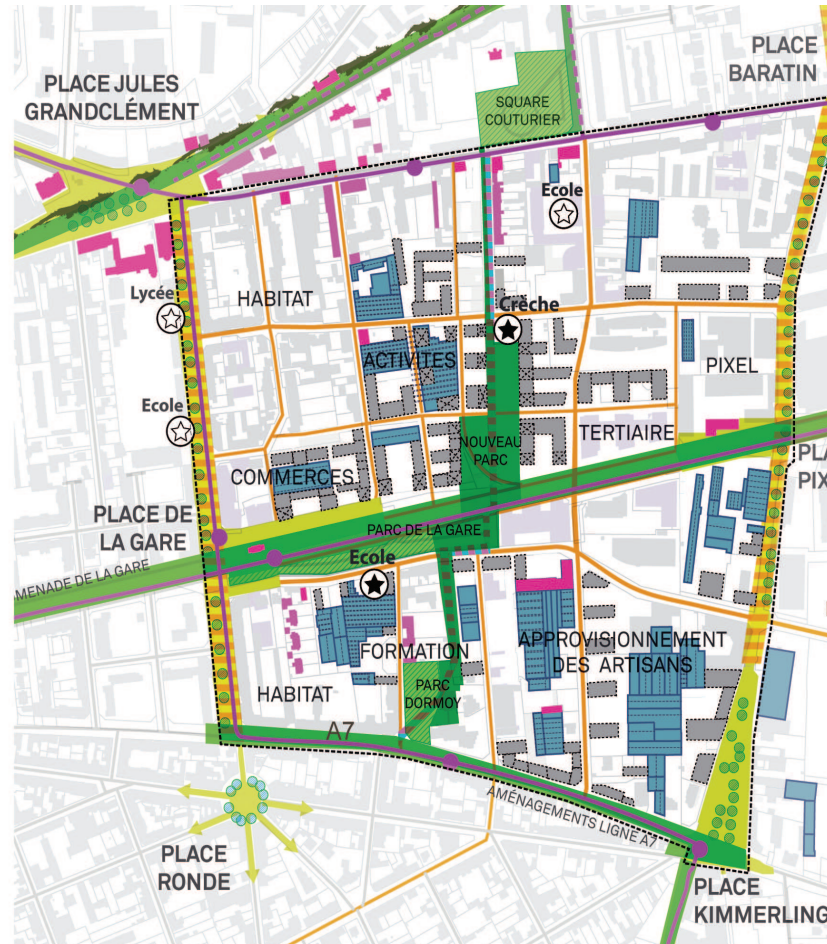 PLACE JULES
GRANDCLÉMENT
PLACE
BARATIN
SQUARE
COUTURIER
Ecole
Lycée
HABITAT
Crèche
ACTIVITES
PIXEL
Ecole
TERTIAIRE
NOUVEAU
PARC
COMMERCES
PLA
PIX
PLACE DE
LA GARE
PARC DE LA GARE
Ecole
MENADE DE LA GARE
APPROVISIONNEMENT
DES ARTISANS
FORMATION
HABITAT
PARC
DORMOY
A7
AMÉNAGEMENTS LIGNE A7
PLACE
RONDE
PLACE
KIMMERLING